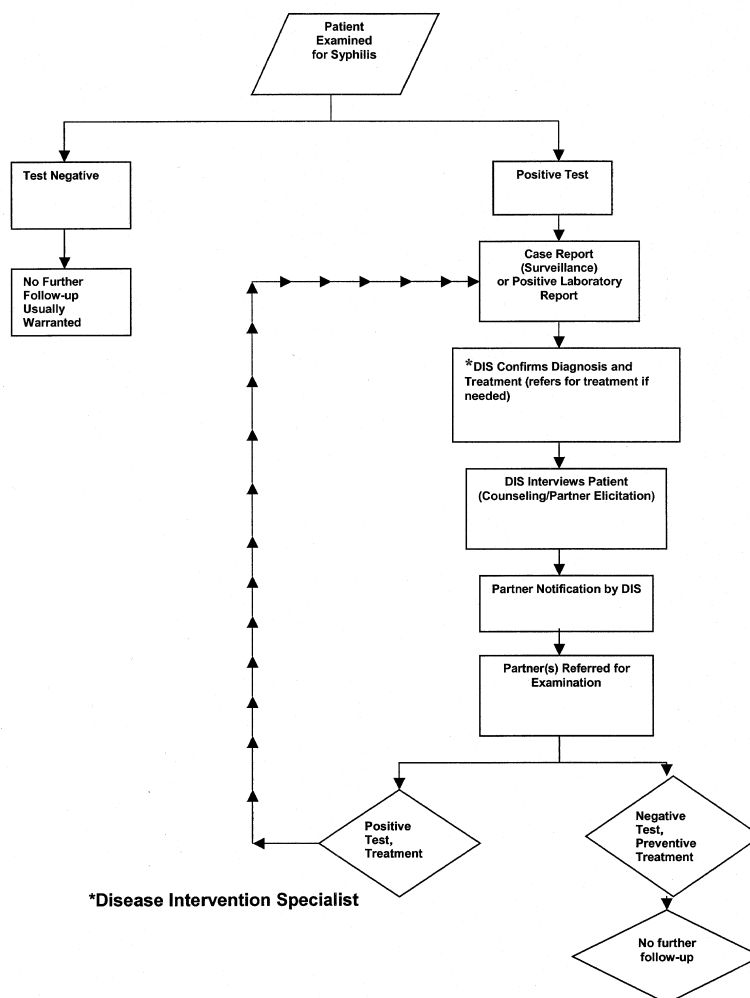 Patient
Examined
for Syphilis
Test Negative
Positive Test
No Further
Follow-up
Usually
Warranted
Case Report
(Surveillance)
or Positive Laboratory
Report
*DIS Confirms Diagnosis and
Treatment (refers for treatment if
needed)
DIS Interviews Patient
(Counseling/Partner Elicitation)
Partner Notification by DIS
Partner(s) Referred for
Examination
Positive
Test,
Treatment
Negative
Test,
Preventive
Treatment
*Disease Intervention Specialist
No further
follow-up